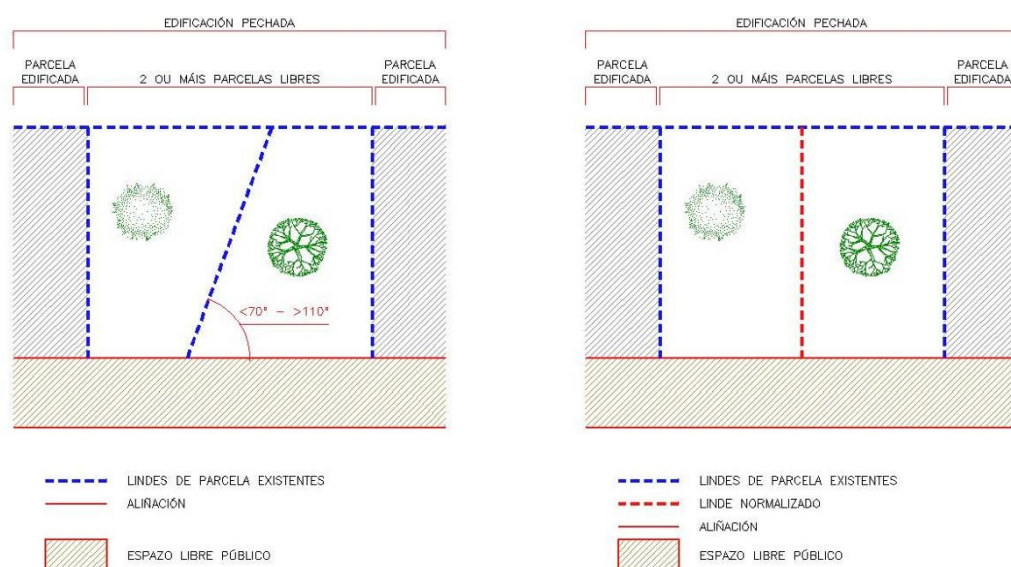 EDIFICACIÓN PECHADA
PARCELA
EDIFICADA
2 OU MÁIS PARCELAS LIBRES
PARCELA
EDIFICADA
<70° - >110°
LINDES DE PARCELA EXISTENTES
ALIÑACIÓN
ESPAZO LIBRE PÚBLICO
EDIFICACIÓN PECHADA
PARCELA
EDIFICADA
2 OU MÁIS PARCELAS LIBRES
PARCELA
EDIFICADA
LINDES DE PARCELA EXISTENTES
LINDE NORMALIZADO
ALIÑACIÓN
ESPAZO LIBRE PÚBLICO